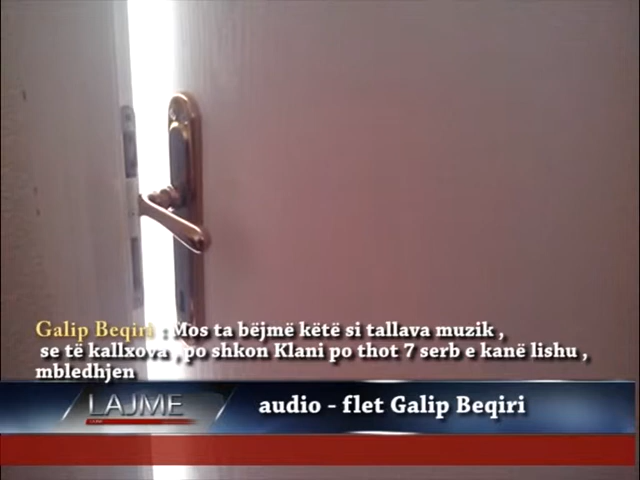 Galip Beqiri : Mos ta bëjmë këtë si tallava muzik ,
se të kallxova , po shkon Klani po thot 7 serb e kanë lishu ,
mbledhjen
LAJME
audio - flet Galip Beqiri